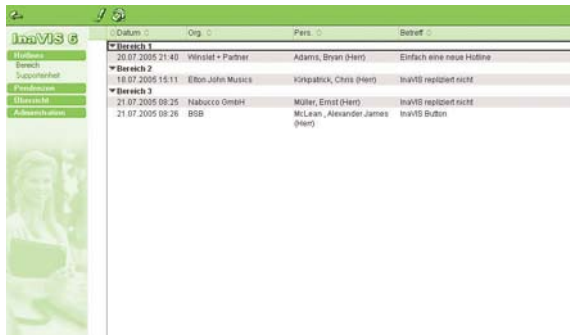 InaVIS 6
Hotlines
Bereich
Supporteinheit
Pendenzen
Übersicht
Administration
Datum Org. Pers. Betreff
Bereich 1
20.07.2005 21:40 Winslet + Partner Adams, Bryan (Herr) Einfach eine neue Hotline
Bereich 2
18.07.2005 15:11 Elton John Musics Kirkpatrick, Chris (Herr) InaVIS repliziert nicht
Bereich 3
21.07.2005 08:25 Nabucco GmbH Müller, Ernst (Herr) InaVIS repliziert nicht
21.07.2005 08:26 BSB McLean , Alexander James (Herr) InaVIS Button